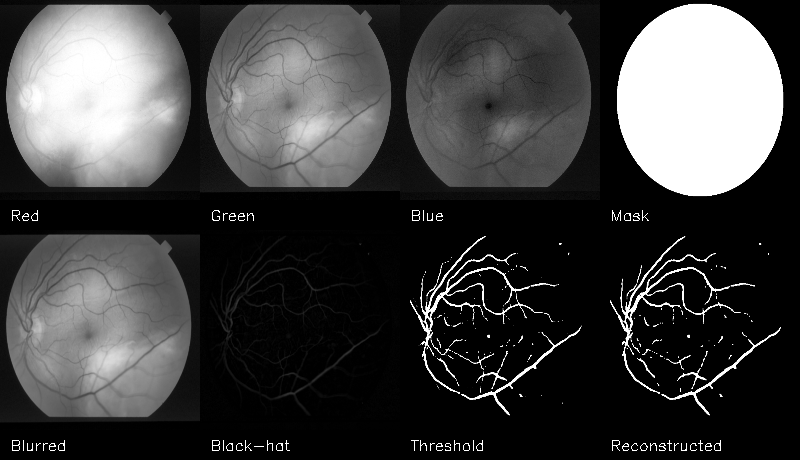 Red
Green
Blue
Mask
Blurred
Black-hat
Threshold
Reconstructed